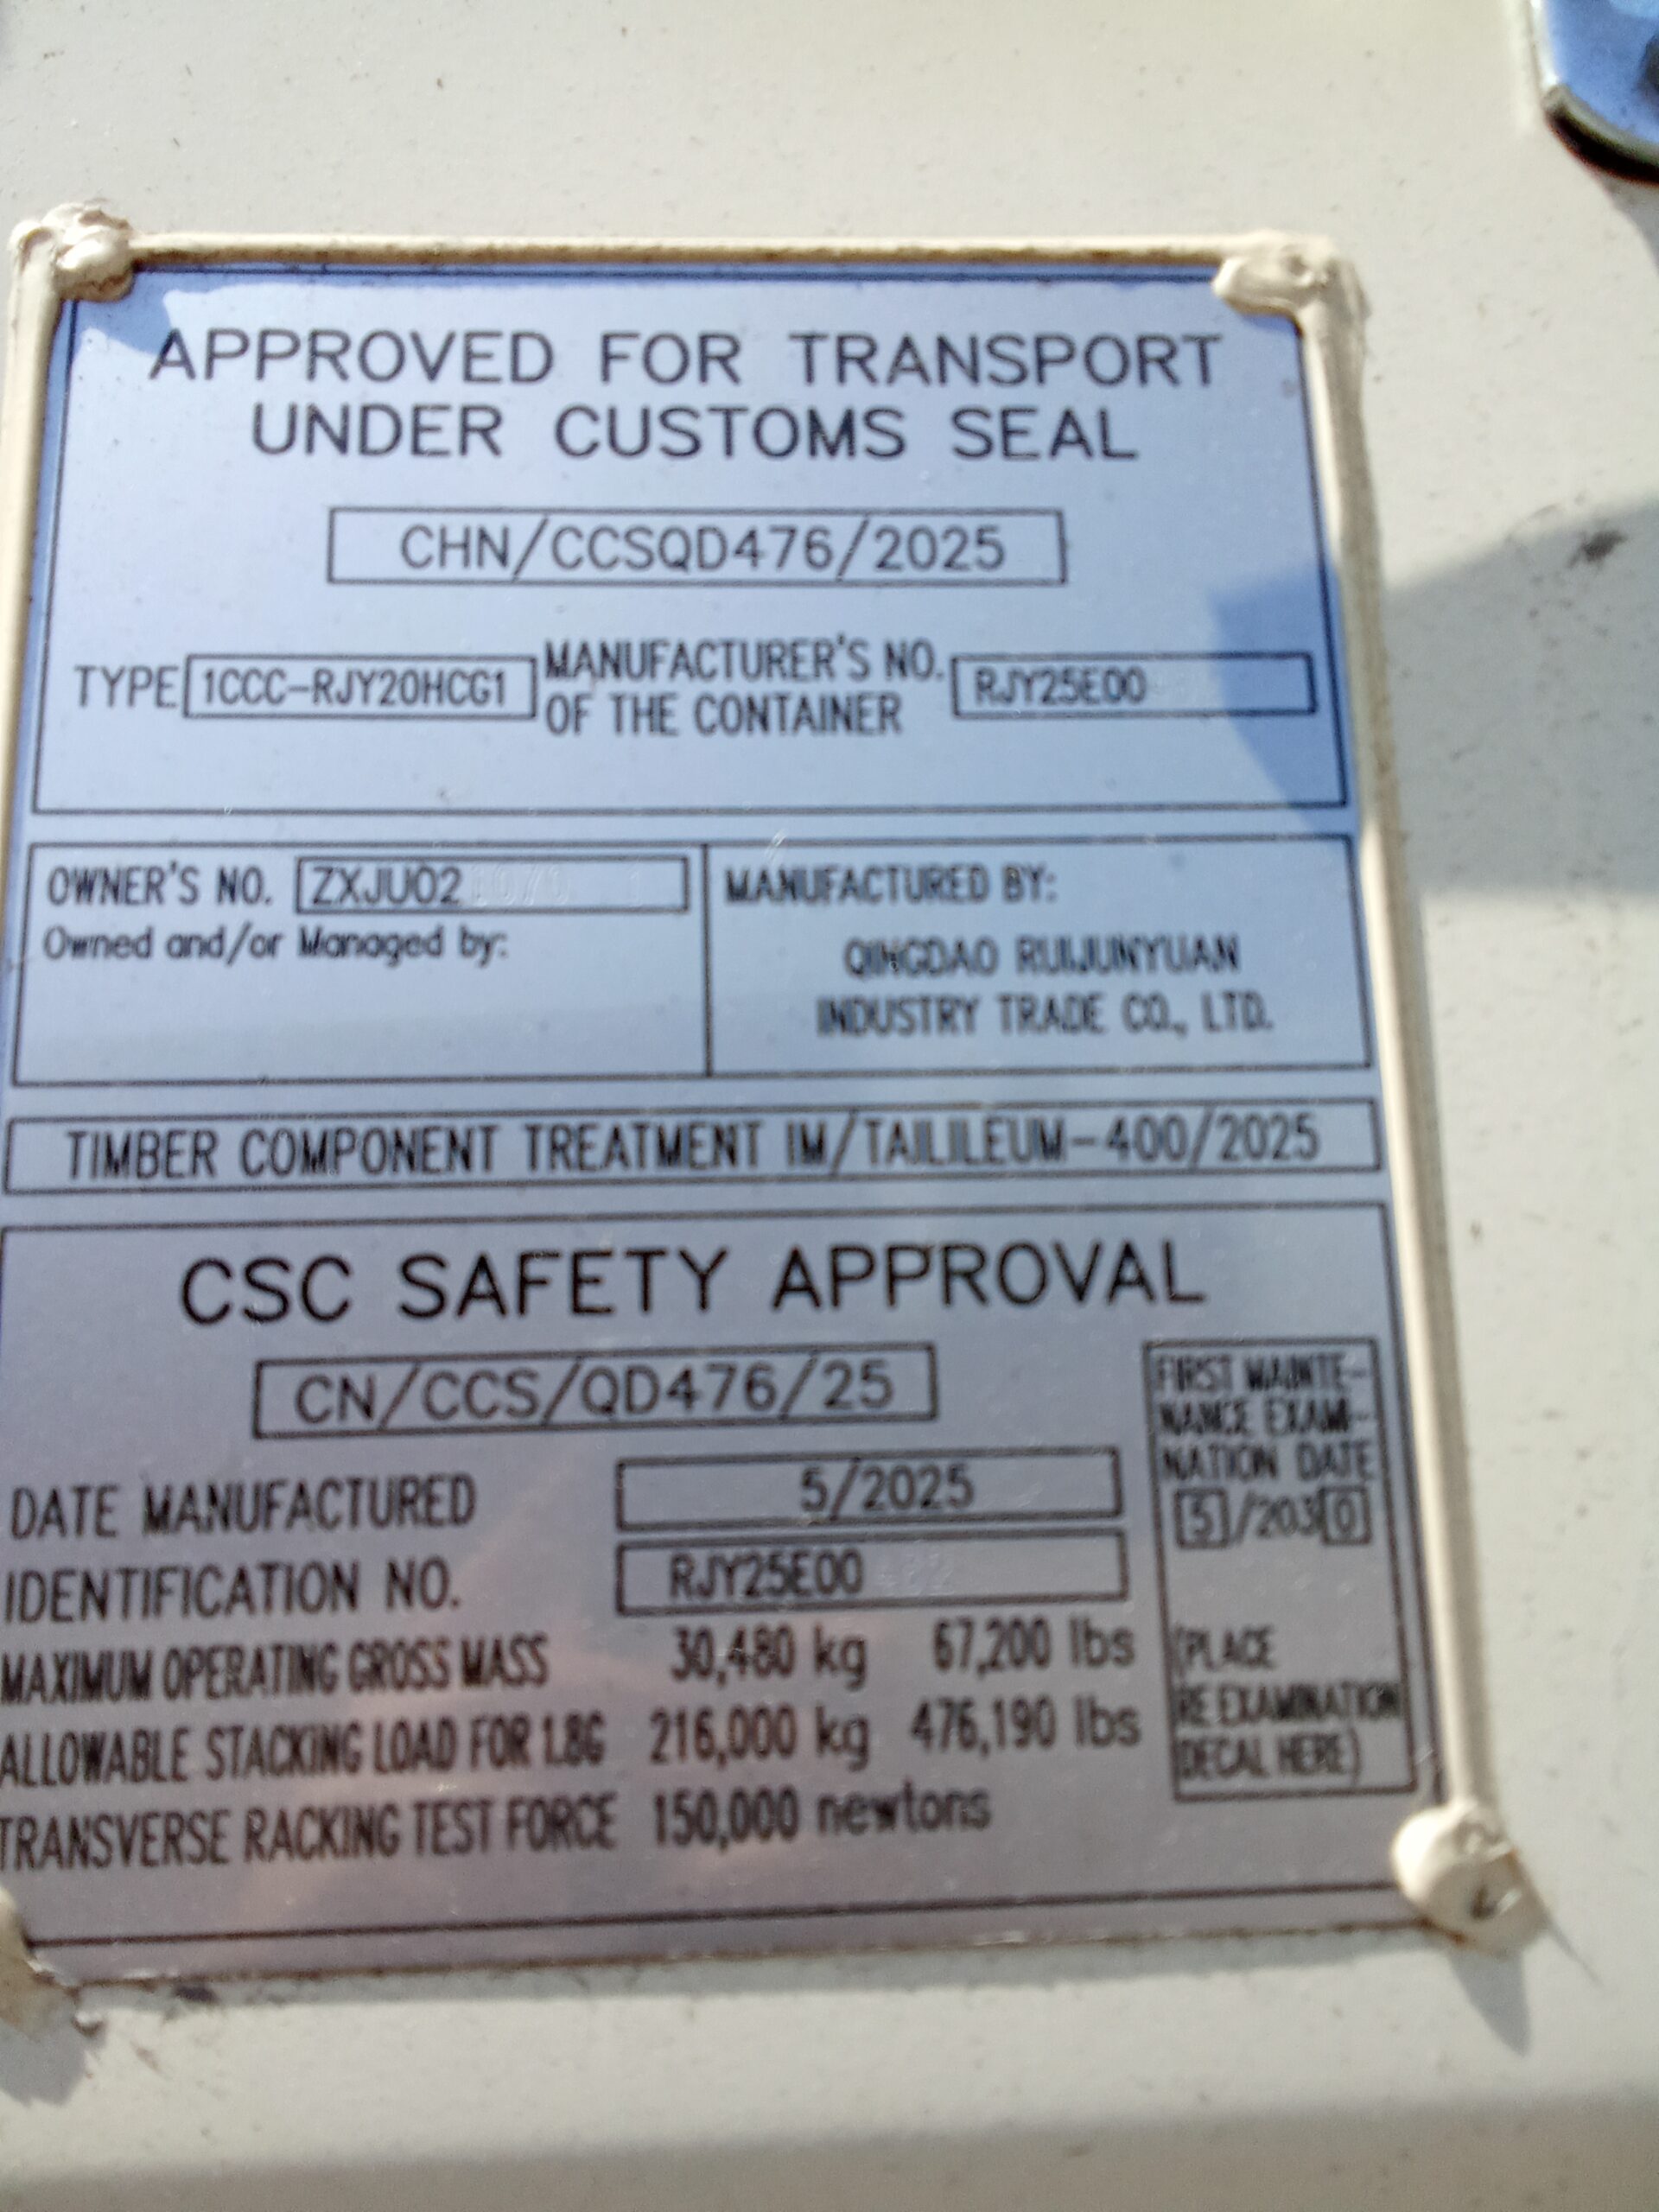 APPROVED FOR TRANSPORT
UNDER CUSTOMS SEAL
CHN/CCSQD476/2025
TYPE 1CCC-RJY20HCG1 MANUFACTURER'S NO. OF THE CONTAINER RJY25E00
OWNER'S NO. ZXJU02
Owned and/or Managed by:
MANUFACTURED BY:
QINGDAO RUIJUNYUAN
INDUSTRY TRADE CO., LTD.
TIMBER COMPONENT TREATMENT IM/TAILILEUM-400/2025
CSC SAFETY APPROVAL
CN/CCS/QD476/25
DATE MANUFACTURED 5/2025
IDENTIFICATION NO. RJY25E00
MAXIMUM OPERATING GROSS MASS 30,480 kg 67,200 lbs
ALLOWABLE STACKING LOAD FOR 1.8G 216,000 kg 476,190 lbs
TRANSVERSE RACKING TEST FORCE 150,000 newtons
FIRST MAINTE-
NANCE EXAMI-
NATION DATE
5/2030
(PLACE
RE EXAMINATION
DECAL HERE)